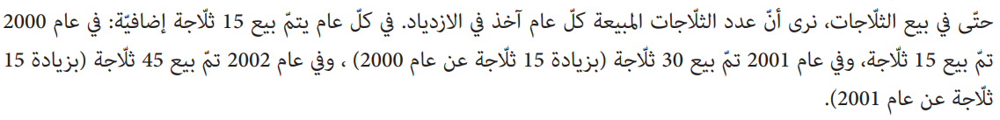 حتّى في بيع الثلّاجات، نرى أنّ عدد الثلّاجات المبيعة كلّ عام آخذ في الازدياد. في كلّ عام يتمّ بيع 15 ثلّاجة إضافيّة: في عام 2000
تمّ بيع 15 ثلّاجة، وفي عام 2001 تمّ بيع 30 ثلّاجة (بزيادة 15 ثلّاجة عن عام 2000) ، وفي عام 2002 تمّ بيع 45 ثلّاجة (بزيادة 15
ثلّاجة عن عام 2001).